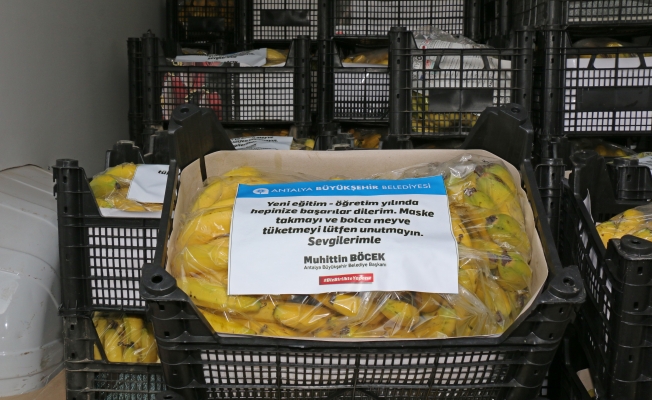 ANTALYA BÜYÜKŞEHİR BELEDİYESİ
Yeni eğitim - öğretim yılında
hepinize başarılar dilerim. Maske
takmayı ve bolca meyve
tüketmeyi lütfen unutmayın.
Sevgilerimle
Muhittin BÖCEK
Antalya Büyükşehir Belediye Başkanı